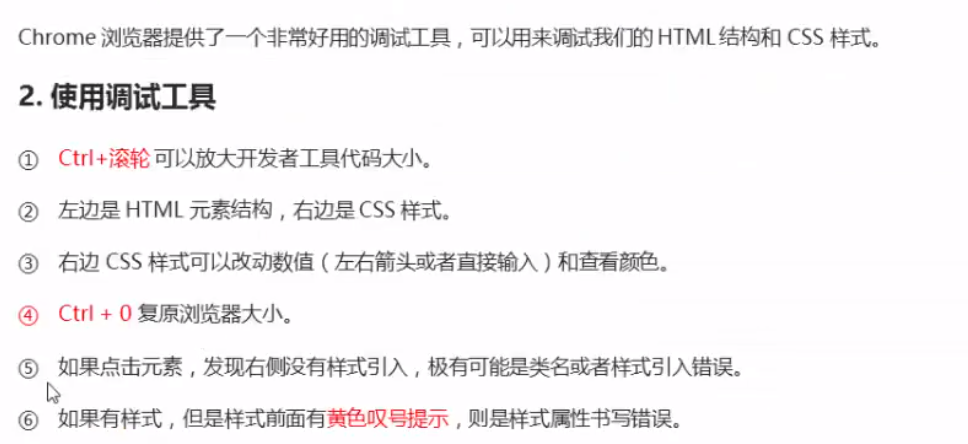 Chrome 浏览器提供了一个非常好用的调试工具，可以用来调试我们的 HTML结构和 CSS 样式。
2. 使用调试工具
① Ctrl+滚轮 可以放大开发者工具代码大小。
② 左边是 HTML 元素结构，右边是 CSS 样式。
③ 右边 CSS 样式可以改动数值（左右箭头或者直接输入）和查看颜色。
④ Ctrl + 0 复原浏览器大小。
⑤ 如果点击元素，发现右侧没有样式引入，极有可能是类名或者样式引入错误。
⑥ 如果有样式，但是样式前面有黄色叹号提示，则是样式属性书写错误。